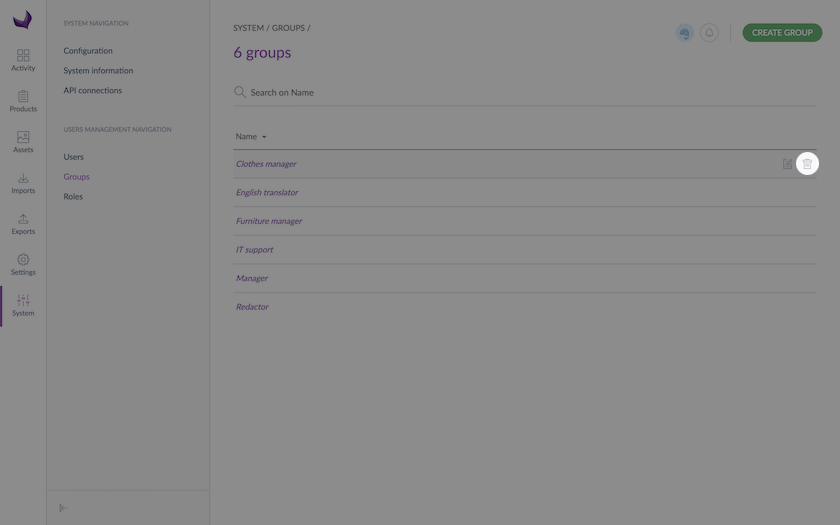 Activity
Products
Assets
Imports
Exports
Settings
System
SYSTEM NAVIGATION
Configuration
System information
API connections
USERS MANAGEMENT NAVIGATION
Users
Groups
Roles
SYSTEM / GROUPS /
CREATE GROUP
6 groups
Search on Name
Name
Clothes manager
English translator
Furniture manager
IT support
Manager
Redactor